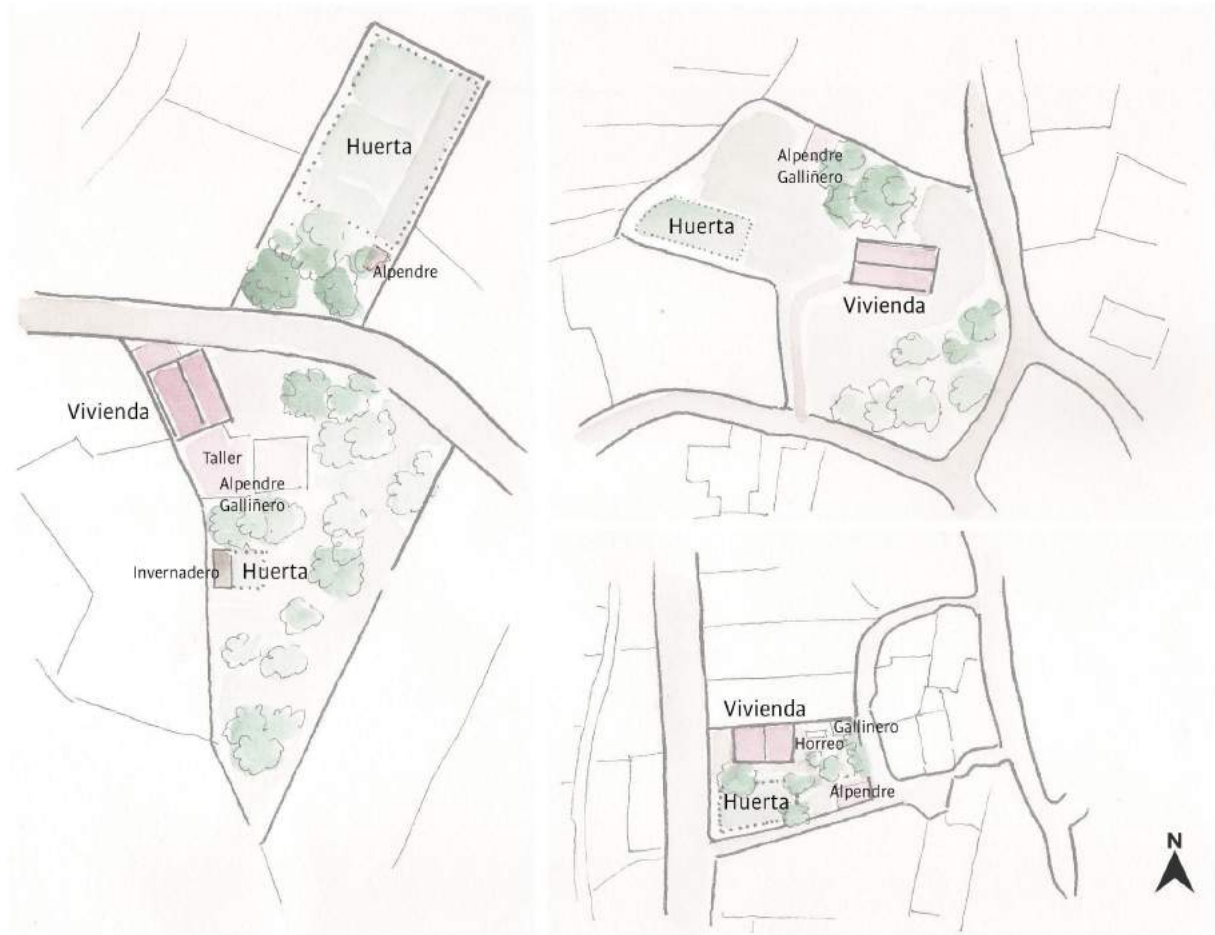 Huerta
Alpendre
Vivienda
Taller
Alpendre
Galliñero
Invernadero
Huerta
Alpendre
Galliñero
Huerta
Vivienda
Vivienda
Gallinero
Horreo
Huerta
Alpendre
N